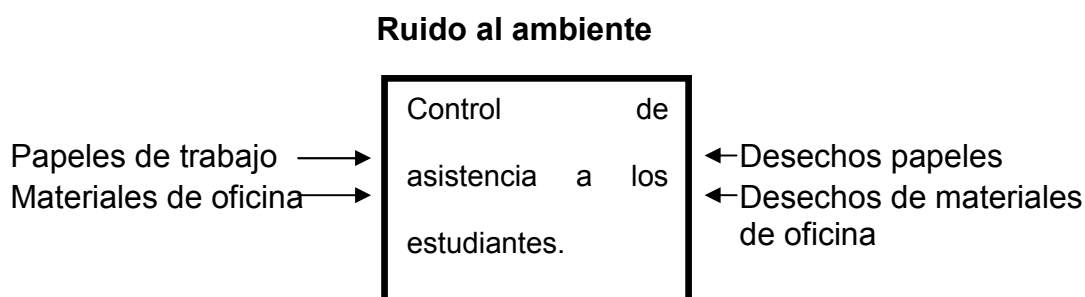 Ruido al ambiente
Papeles de trabajo
Materiales de oficina
Control de
asistencia a los
estudiantes.
Desechos papeles
Desechos de materiales
de oficina